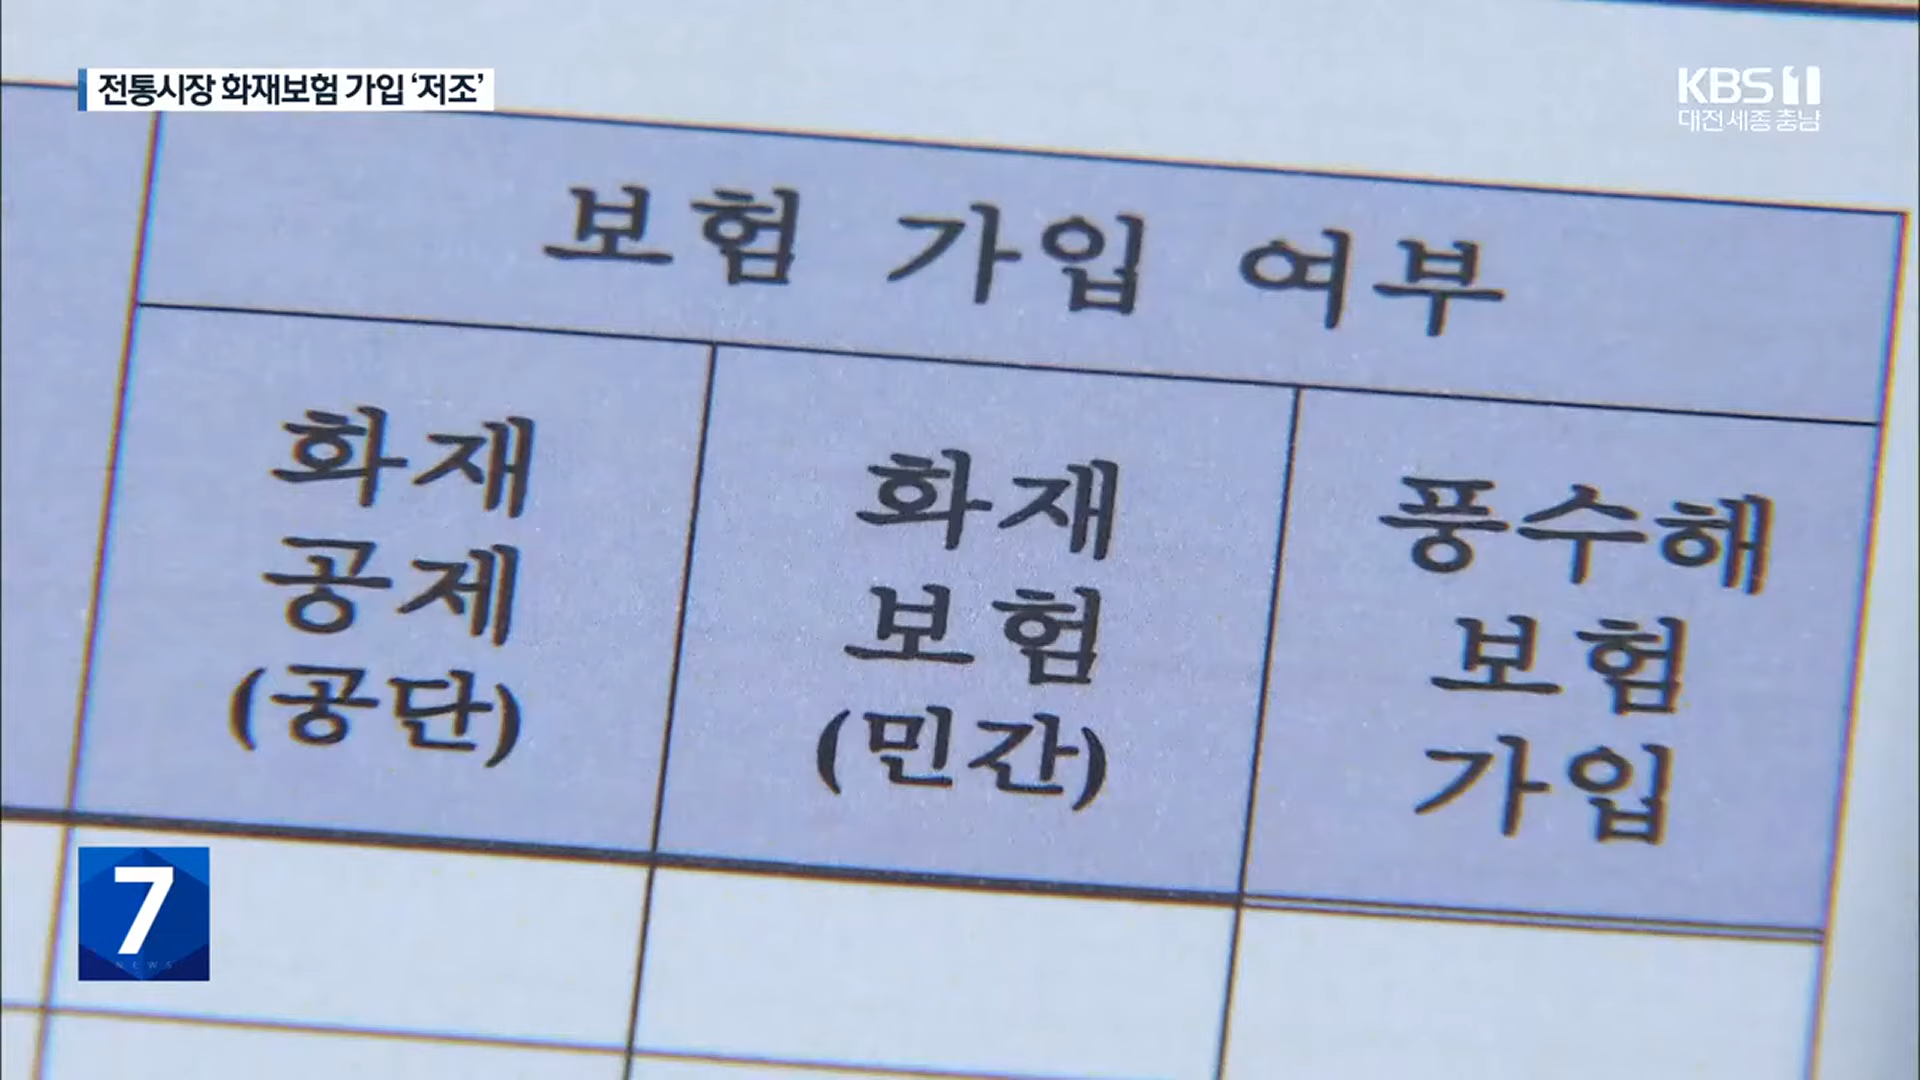 전통시장 화재보험 가입 ‘저조’
KBS 1
대전 세종 충남
보험 가입 여부
화재
공제
(공단)
화재
보험
(민간)
풍수해
보험
가입
7
NEWS